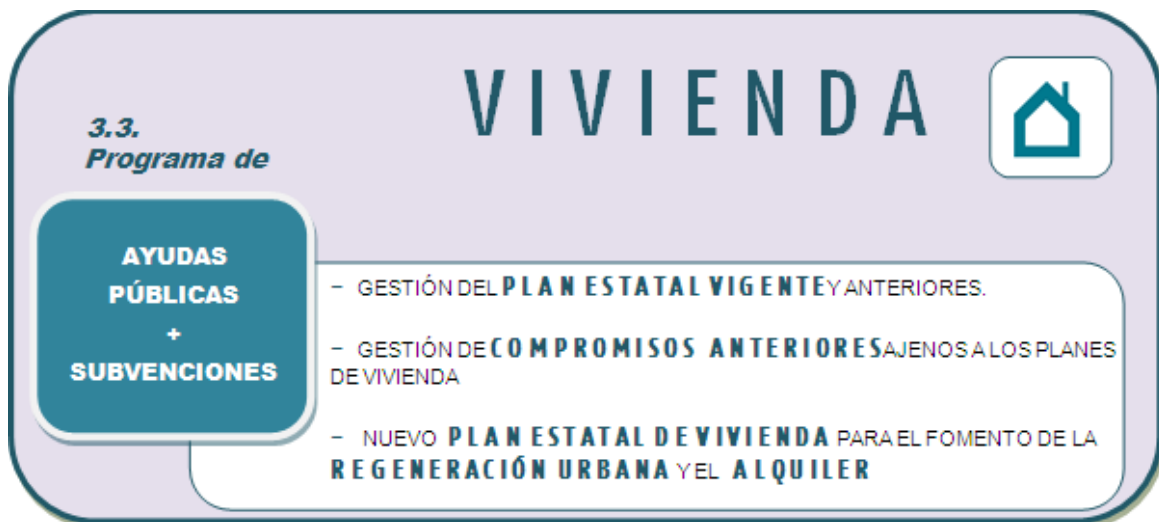 VIVIENDA
3.3.
Programa de
AYUDAS
PÚBLICAS
+
SUBVENCIONES
– GESTIÓN DEL PLAN ESTATAL VIGENTE Y ANTERIORES.
– GESTIÓN DE COMPROMISOS ANTERIORES AJENOS A LOS PLANES
DE VIVIENDA
– NUEVO PLAN ESTATAL DE VIVIENDA PARA EL FOMENTO DE LA
REGENERACIÓN URBANA Y EL ALQUILER